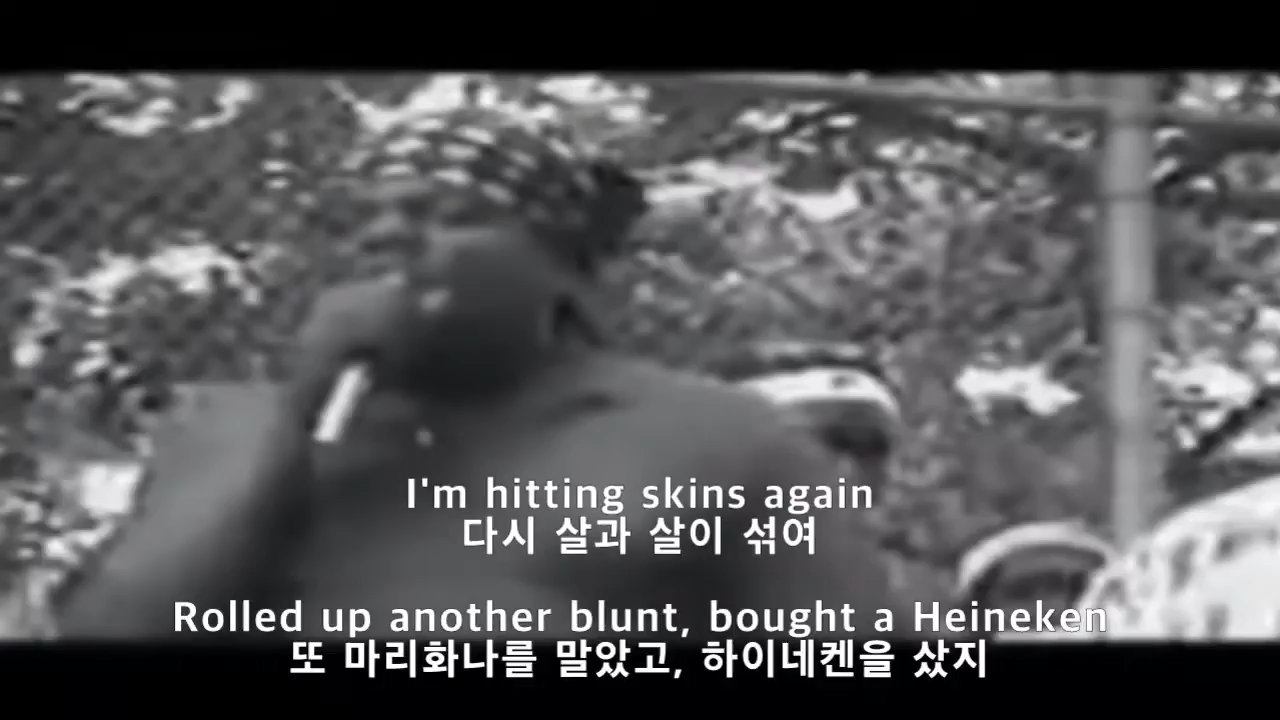 I'm hitting skins again
다시 살과 살이 섞여
Rolled up another blunt, bought a Heineken
또 마리화나를 말았고, 하이네켄을 샀지